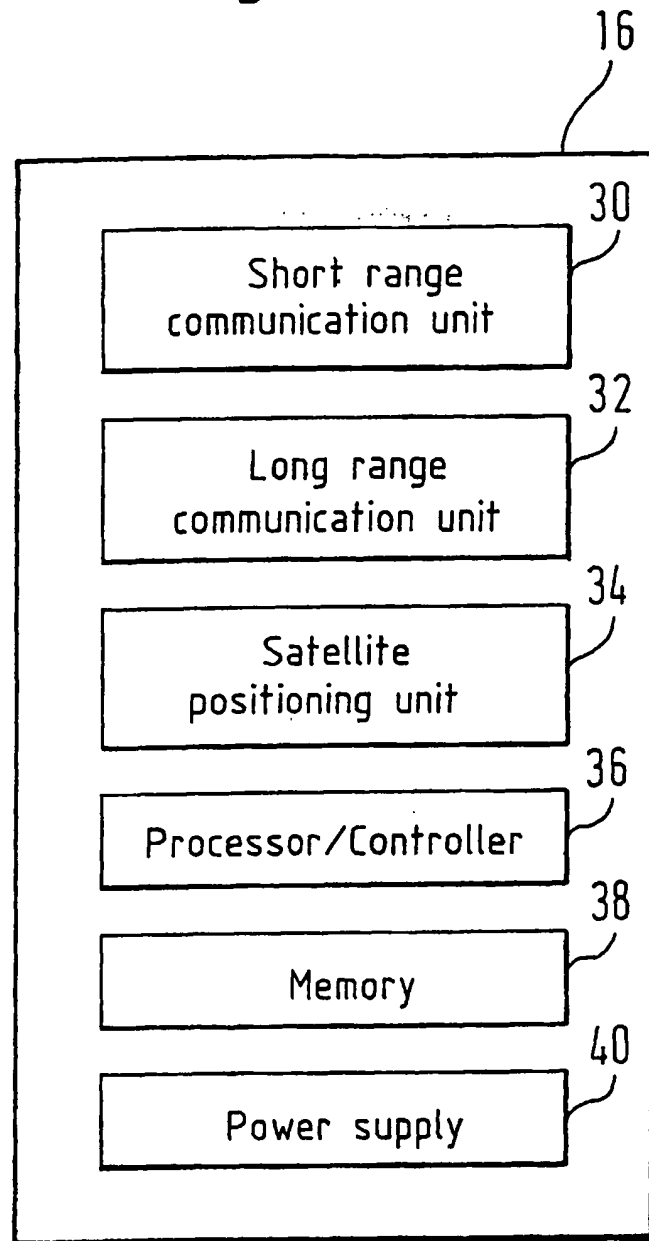 16
30
Short range
communication unit
32
Long range
communication unit
34
Satellite
positioning unit
36
Processor/Controller
38
Memory
40
Power supply